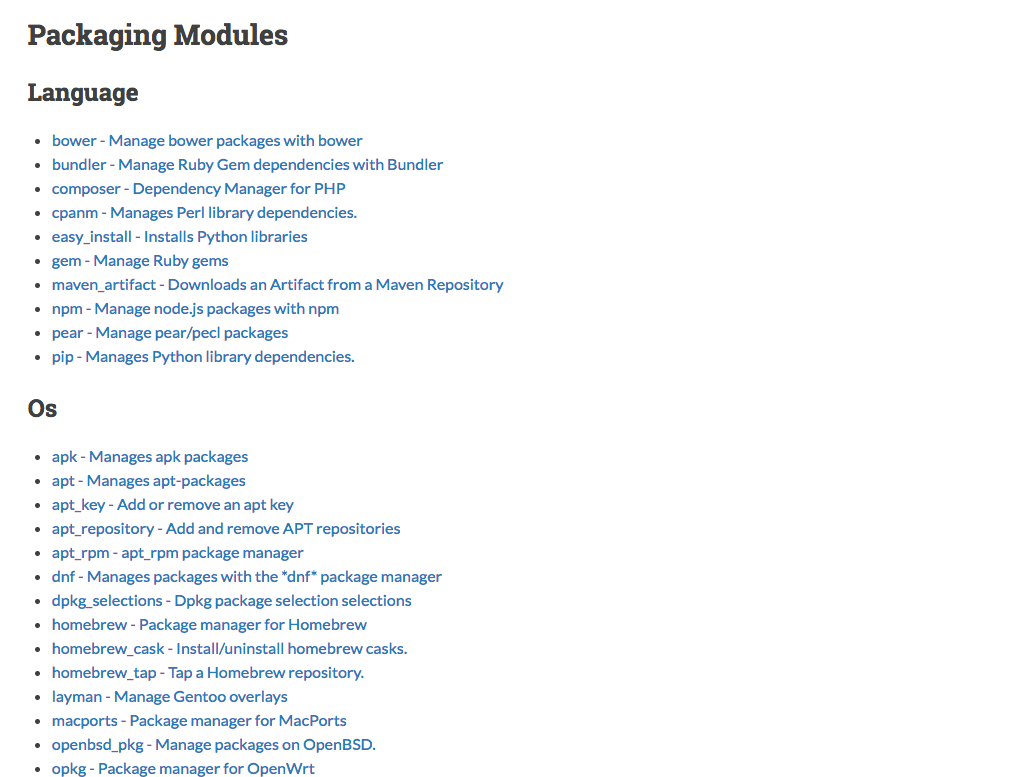 Packaging Modules
Language
bower - Manage bower packages with bower
bundler - Manage Ruby Gem dependencies with Bundler
composer - Dependency Manager for PHP
cpanm - Manages Perl library dependencies.
easy_install - Installs Python libraries
gem - Manage Ruby gems
maven_artifact - Downloads an Artifact from a Maven Repository
npm - Manage node.js packages with npm
pear - Manage pear/pecl packages
pip - Manages Python library dependencies.
Os
apk - Manages apk packages
apt - Manages apt-packages
apt_key - Add or remove an apt key
apt_repository - Add and remove APT repositories
apt_rpm - apt_rpm package manager
dnf - Manages packages with the *dnf* package manager
dpkg_selections - Dpkg package selection selections
homebrew - Package manager for Homebrew
homebrew_cask - Install/uninstall homebrew casks.
homebrew_tap - Tap a Homebrew repository.
layman - Manage Gentoo overlays
macports - Package manager for MacPorts
openbsd_pkg - Manage packages on OpenBSD.
opkg - Package manager for OpenWrt